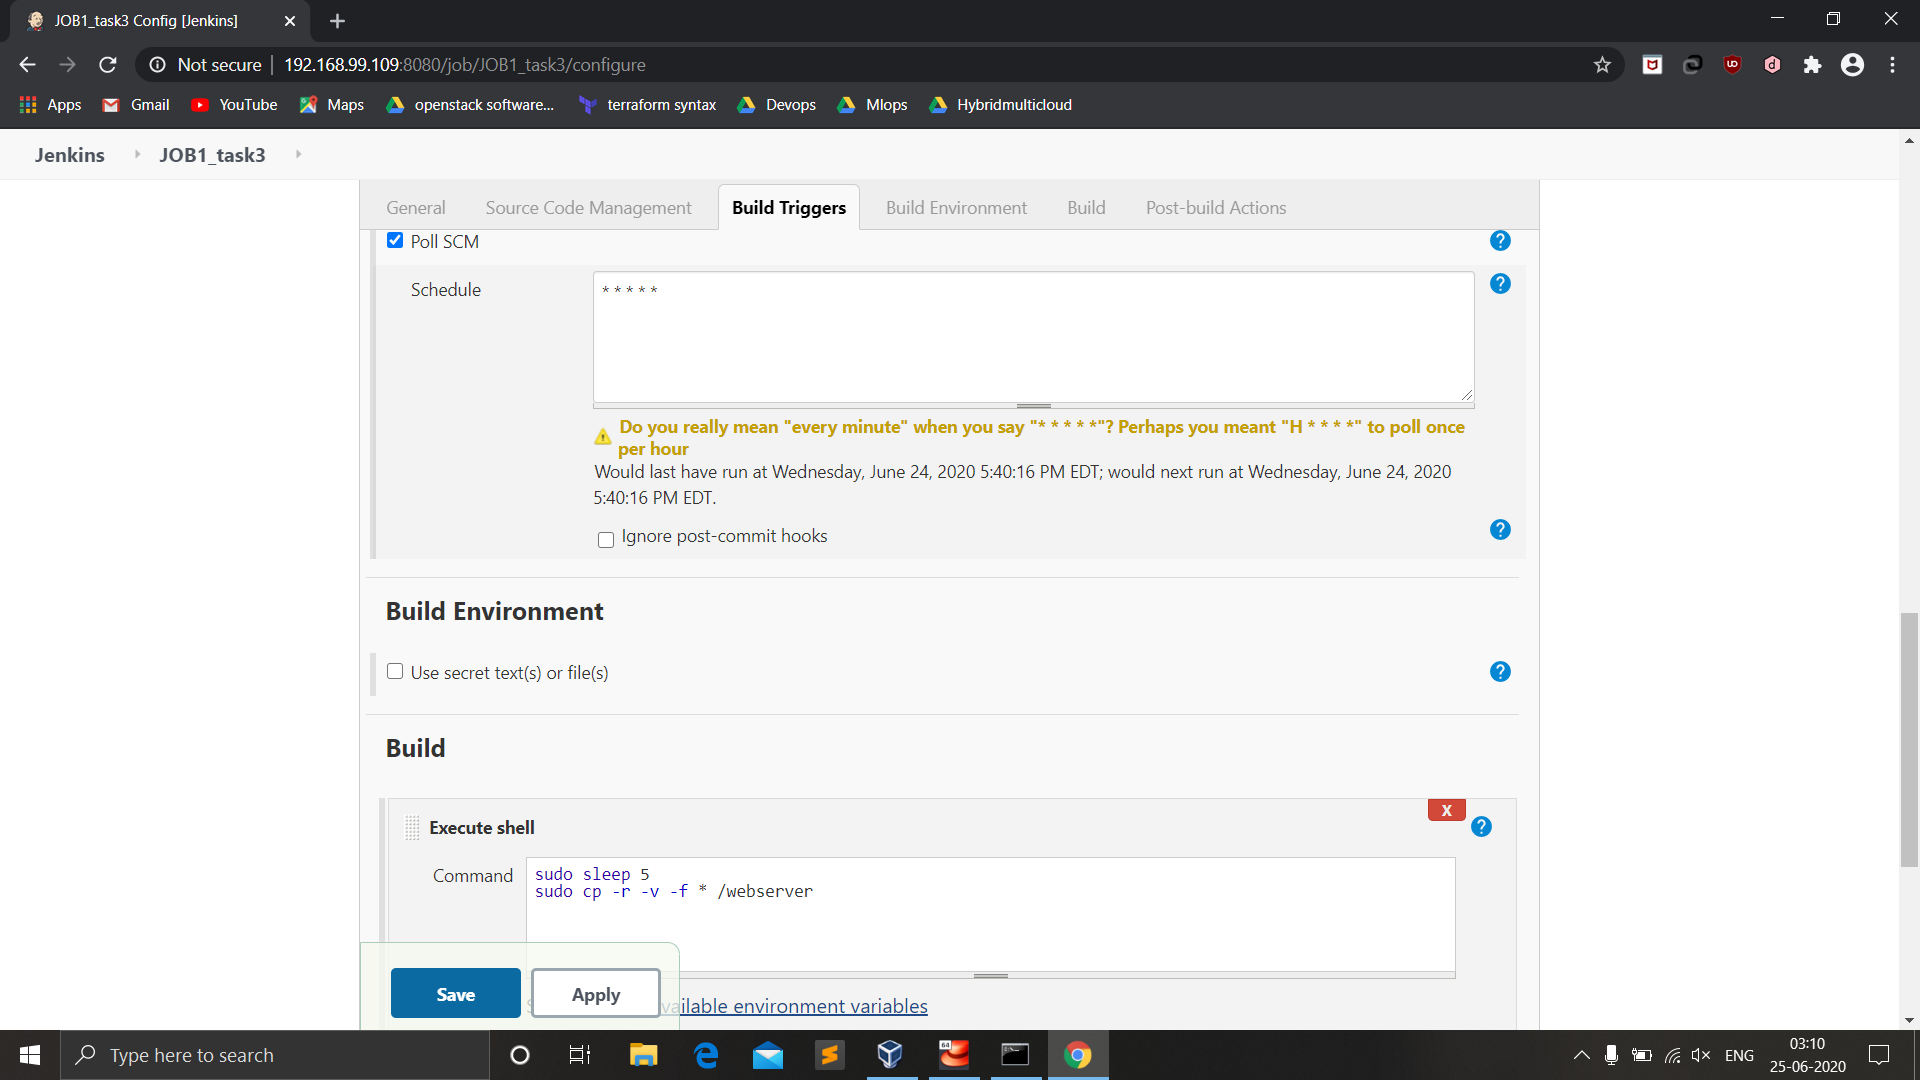 JOB1_task3 Config [Jenkins]
Not secure | 192.168.99.109:8080/job/JOB1_task3/configure
Apps Gmail YouTube Maps openstack software... terraform syntax Devops Mlops Hybridmulticloud
Jenkins JOB1_task3
General Source Code Management Build Triggers Build Environment Build Post-build Actions
Poll SCM
Schedule
* * * * *
Do you really mean "every minute" when you say "* * * * *"? Perhaps you meant "H * * * *" to poll once
per hour
Would last have run at Wednesday, June 24, 2020 5:40:16 PM EDT; would next run at Wednesday, June 24, 2020
5:40:16 PM EDT.
Ignore post-commit hooks
Build Environment
Use secret text(s) or file(s)
Build
X
Execute shell
Command
sudo sleep 5
sudo cp -r -v -f * /webserver
Save Apply
vailable environment variables
Type here to search
ENG
03:10
25-06-2020